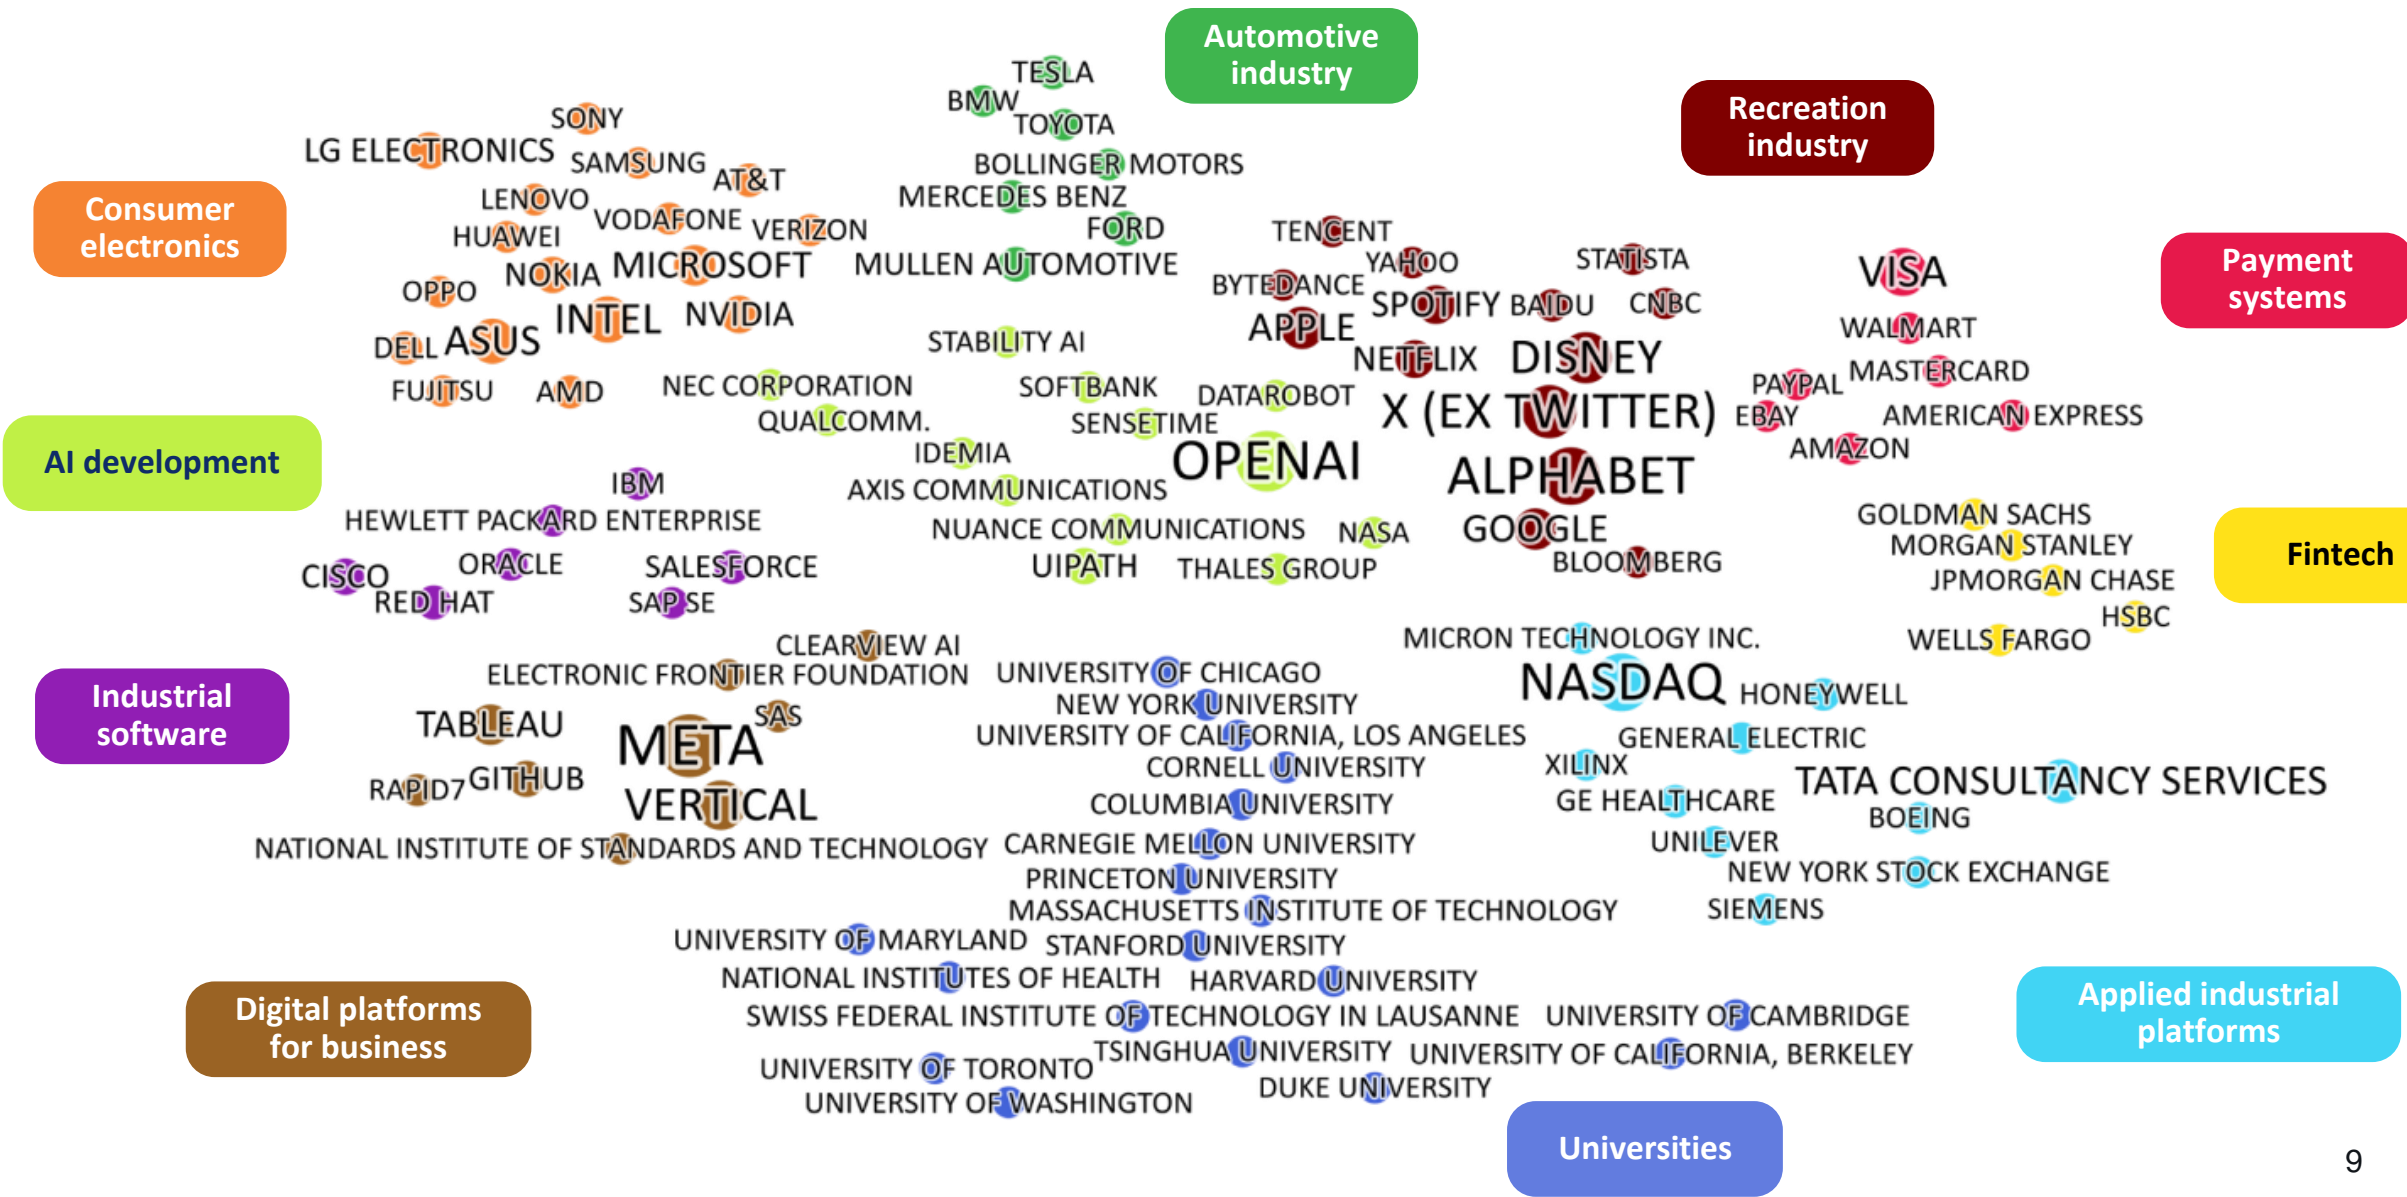 Automotive
industry
Recreation
industry
Consumer
electronics
Payment
systems
AI development
Fintech
Industrial
software
Digital platforms
for business
Applied industrial
platforms
Universities
TESLA
BMW
TOYOTA
BOLLINGER MOTORS
MERCEDES BENZ
FORD
MULLEN AUTOMOTIVE
SONY
LG ELECTRONICS
SAMSUNG
AT&T
LENOVO
VODAFONE
VERIZON
HUAWEI
NOKIA
MICROSOFT
OPPO
INTEL
NVIDIA
DELL
ASUS
FUJITSU
AMD
TENCENT
YAHOO
STATISTA
BYTEDANCE
SPOTIFY
BAIDU
CNBC
APPLE
NETFLIX
DISNEY
X (EX TWITTER)
ALPHABET
GOOGLE
BLOOMBERG
VISA
WALMART
MASTERCARD
PAYPAL
EBAY
AMERICAN EXPRESS
AMAZON
STABILITY AI
NEC CORPORATION
SOFTBANK
DATAROBOT
QUALCOMM.
SENSETIME
IDEMIA
OPENAI
AXIS COMMUNICATIONS
NUANCE COMMUNICATIONS
NASA
UIPATH
THALES GROUP
IBM
HEWLETT PACKARD ENTERPRISE
ORACLE
SALESFORCE
CISCO
RED HAT
SAP SE
GOLDMAN SACHS
MORGAN STANLEY
JPMORGAN CHASE
HSBC
WELLS FARGO
CLEARVIEW AI
ELECTRONIC FRONTIER FOUNDATION
TABLEAU
SAS
META
RAPID7
GITHUB
VERTICAL
NATIONAL INSTITUTE OF STANDARDS AND TECHNOLOGY
MICRON TECHNOLOGY INC.
NASDAQ
HONEYWELL
GENERAL ELECTRIC
XILINX
TATA CONSULTANCY SERVICES
GE HEALTHCARE
BOEING
UNILEVER
NEW YORK STOCK EXCHANGE
SIEMENS
UNIVERSITY OF CHICAGO
NEW YORK UNIVERSITY
UNIVERSITY OF CALIFORNIA, LOS ANGELES
CORNELL UNIVERSITY
COLUMBIA UNIVERSITY
CARNEGIE MELLON UNIVERSITY
PRINCETON UNIVERSITY
MASSACHUSETTS INSTITUTE OF TECHNOLOGY
UNIVERSITY OF MARYLAND
STANFORD UNIVERSITY
NATIONAL INSTITUTES OF HEALTH
HARVARD UNIVERSITY
SWISS FEDERAL INSTITUTE OF TECHNOLOGY IN LAUSANNE
UNIVERSITY OF CAMBRIDGE
UNIVERSITY OF TORONTO
TSINGHUA UNIVERSITY
UNIVERSITY OF CALIFORNIA, BERKELEY
UNIVERSITY OF WASHINGTON
DUKE UNIVERSITY
9